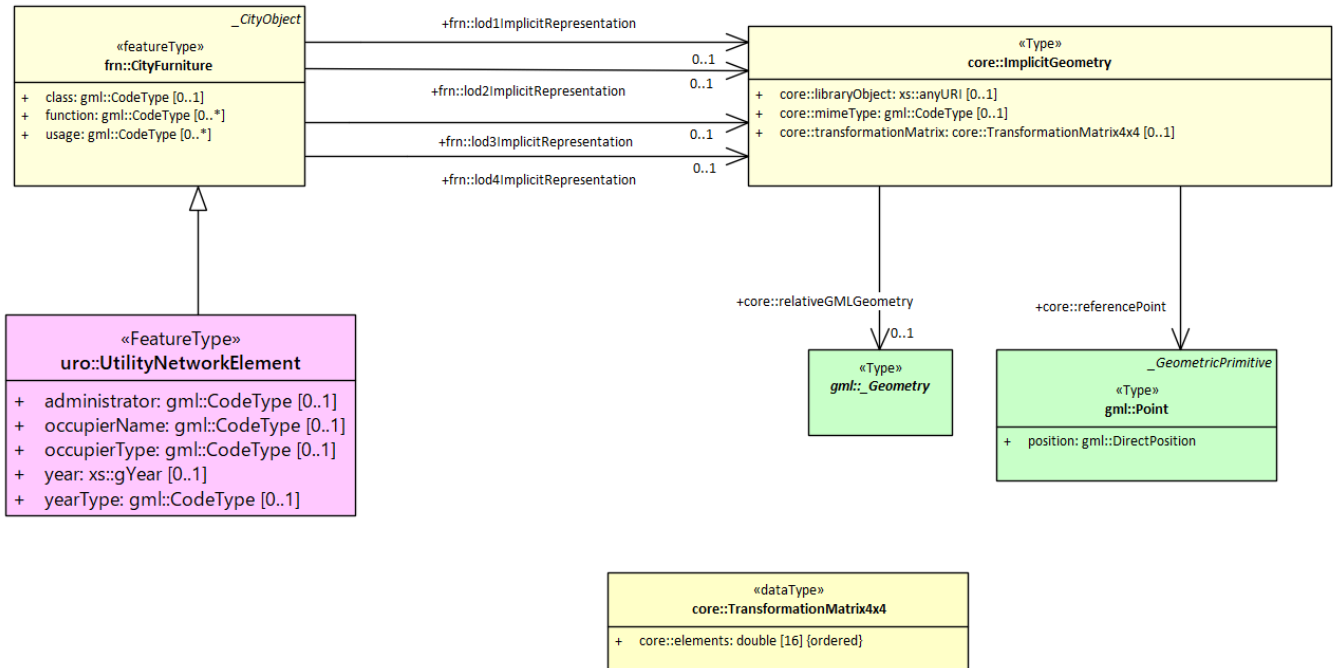 _CityObject
«featureType»
frn::CityFurniture
+ class: gml::CodeType [0..1]
+ function: gml::CodeType [0..*]
+ usage: gml::CodeType [0..*]
+frn::lod1ImplicitRepresentation
0..1
+frn::lod2ImplicitRepresentation
0..1
+frn::lod3ImplicitRepresentation
0..1
+frn::lod4ImplicitRepresentation
0..1
«Type»
core::ImplicitGeometry
+ core::libraryObject: xs::anyURI [0..1]
+ core::mimeType: gml::CodeType [0..1]
+ core::transformationMatrix: core::TransformationMatrix4x4 [0..1]
+core::relativeGMLGeometry
0..1
+core::referencePoint
«FeatureType»
uro::UtilityNetworkElement
+ administrator: gml::CodeType [0..1]
+ occupierName: gml::CodeType [0..1]
+ occupierType: gml::CodeType [0..1]
+ year: xs::gYear [0..1]
+ yearType: gml::CodeType [0..1]
«Type»
gml::_Geometry
_GeometricPrimitive
«Type»
gml::Point
+ position: gml::DirectPosition
«dataType»
core::TransformationMatrix4x4
+ core::elements: double [16] {ordered}